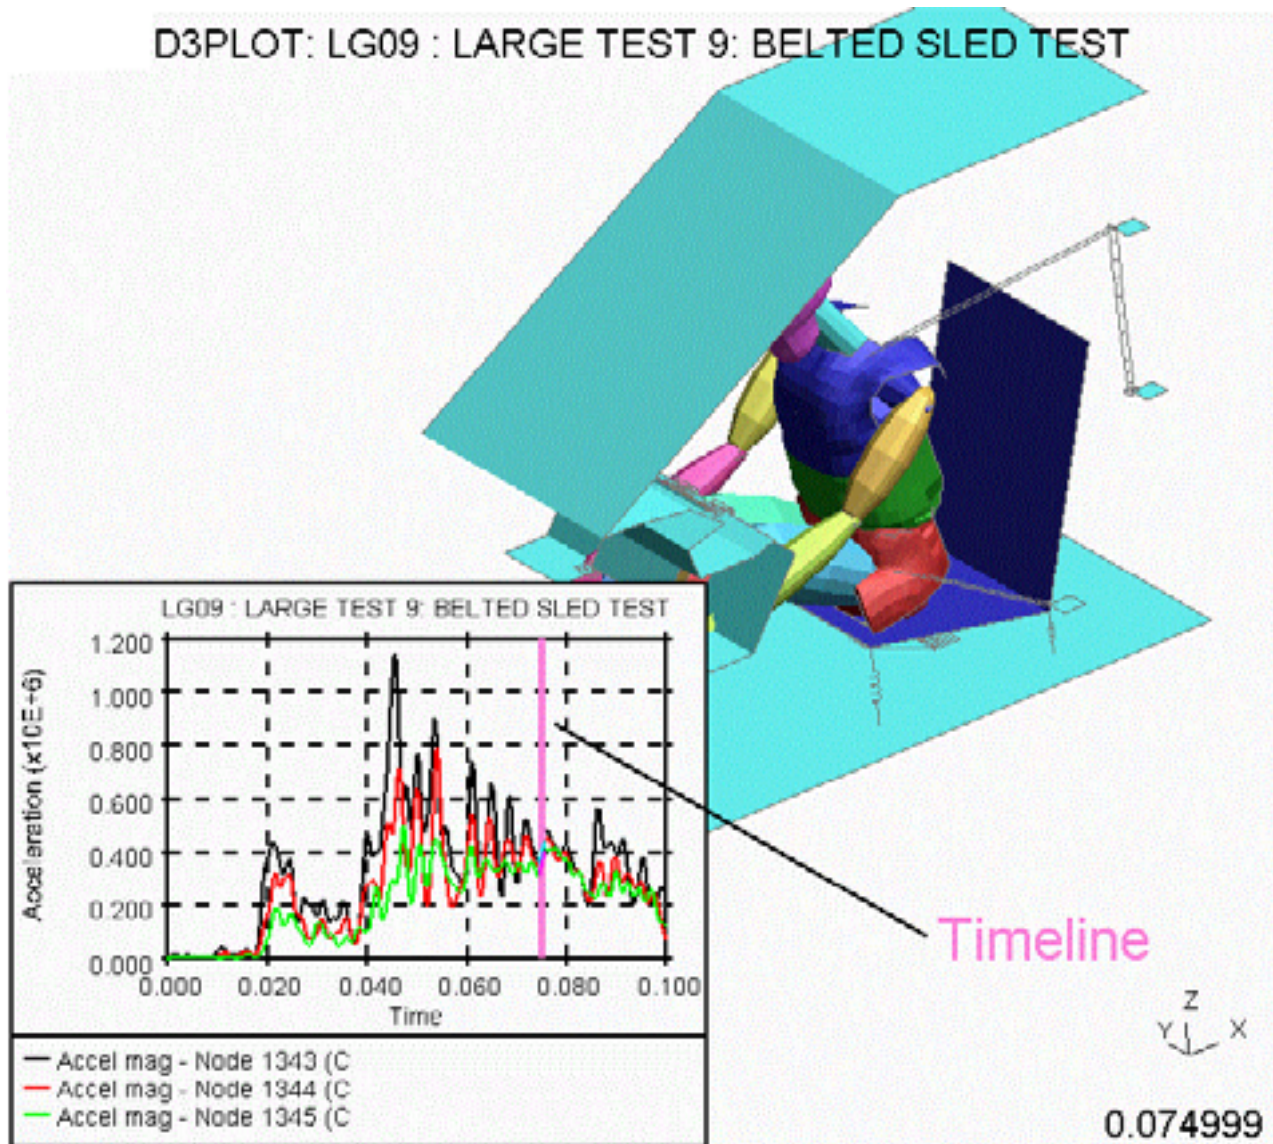 D3PLOT: LG09 : LARGE TEST 9: BELTED SLED TEST
LG09 : LARGE TEST 9: BELTED SLED TEST
1.200
1.000
0.800
0.600
0.400
0.200
0.000
Acceleration (x10E+6)
0.000 0.020 0.040 0.060 0.080 0.100
Time
Accel mag - Node 1343 (C
Accel mag - Node 1344 (C
Accel mag - Node 1345 (C
Timeline
Z
Y X
0.074999